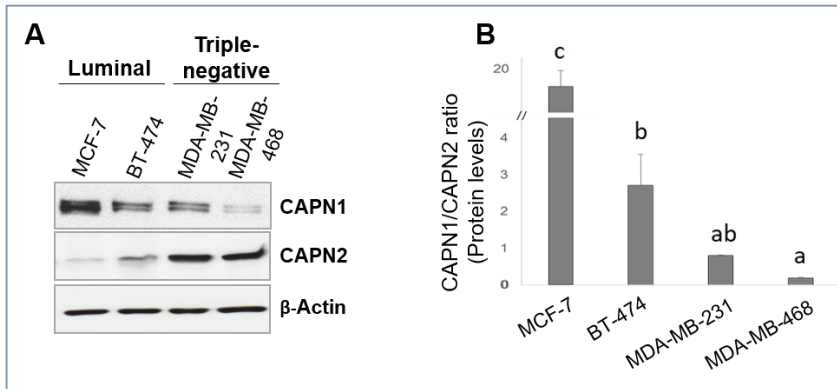 A
Luminal
Triple-
negative
MCF-7
BT-474
MDA-MB-
231
MDA-MB-
468
CAPN1
CAPN2
β-Actin
B
CAPN1/CAPN2 ratio
(Protein levels)
20
//
4
3
2
1
0
c
b
ab
a
MCF-7
BT-474
MDA-MB-231
MDA-MB-468